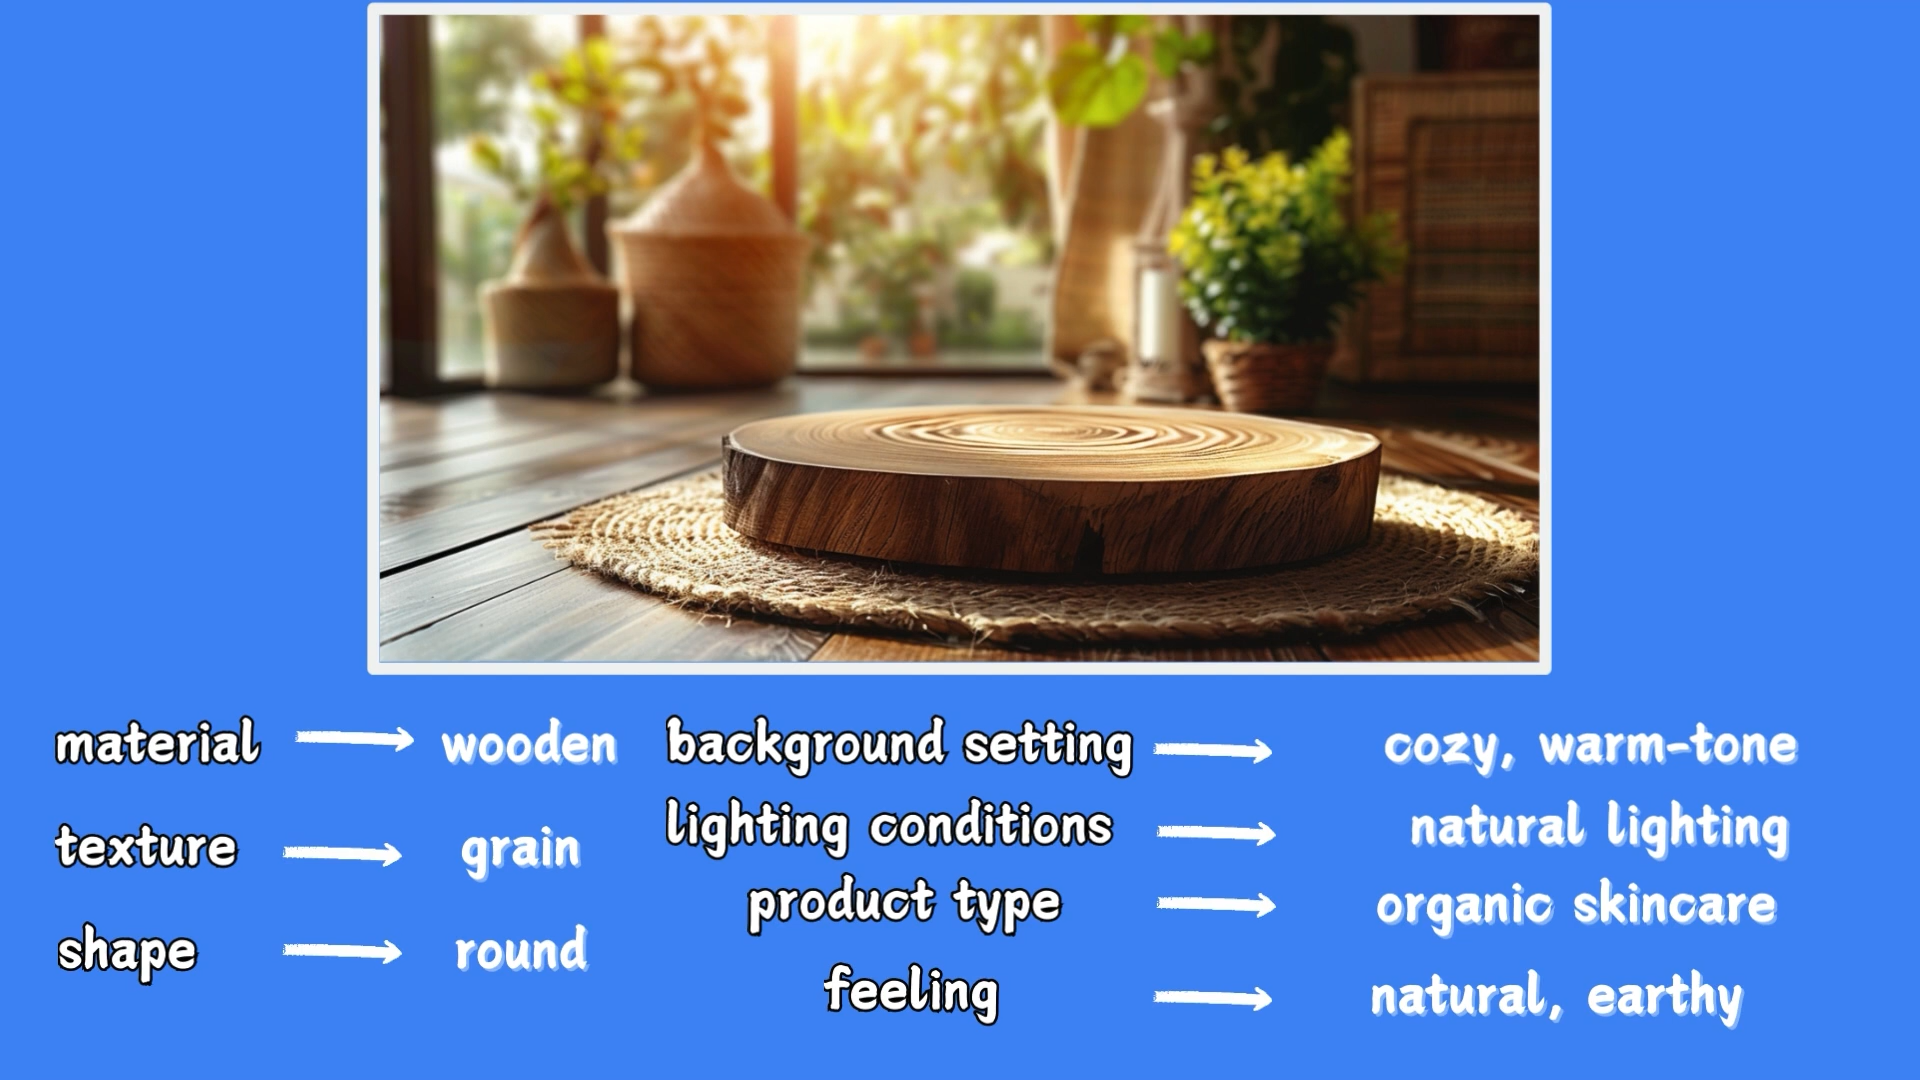 material → wooden
texture → grain
shape → round
background setting → cozy, warm-tone
lighting conditions → natural lighting
product type → organic skincare
feeling → natural, earthy